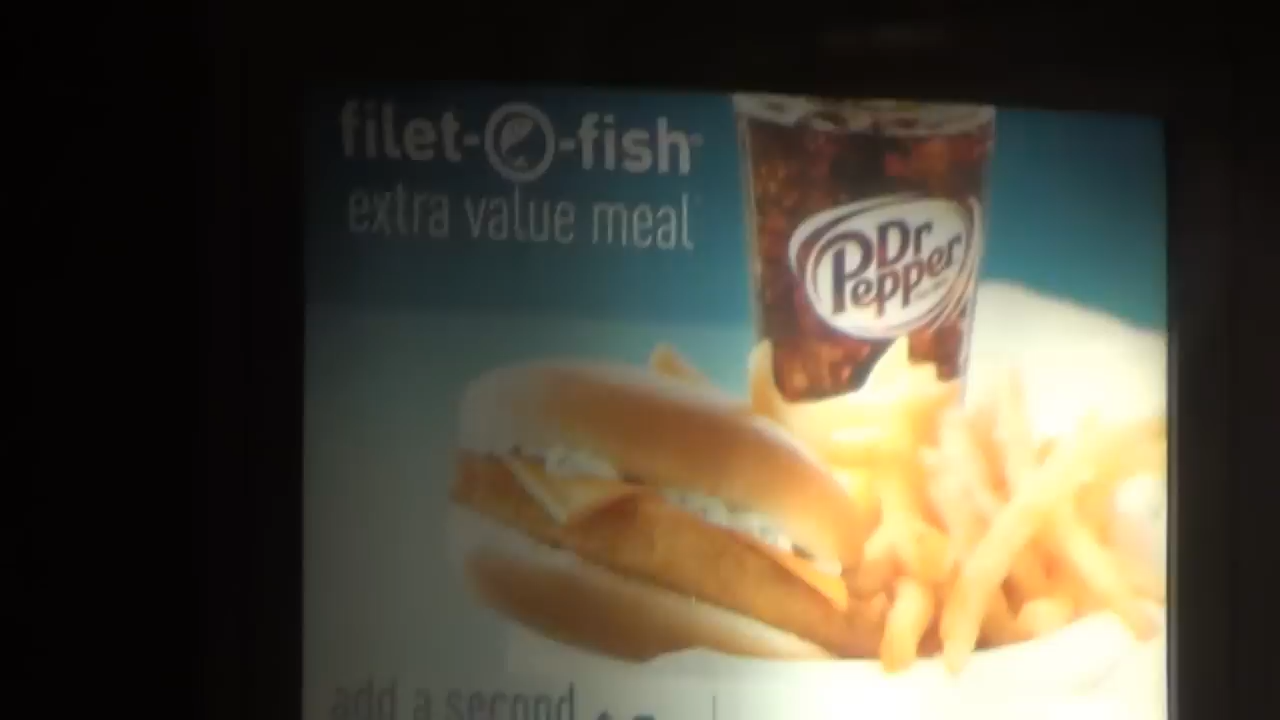 filet-O-fish
extra value meal
Dr
Pepper
add a second